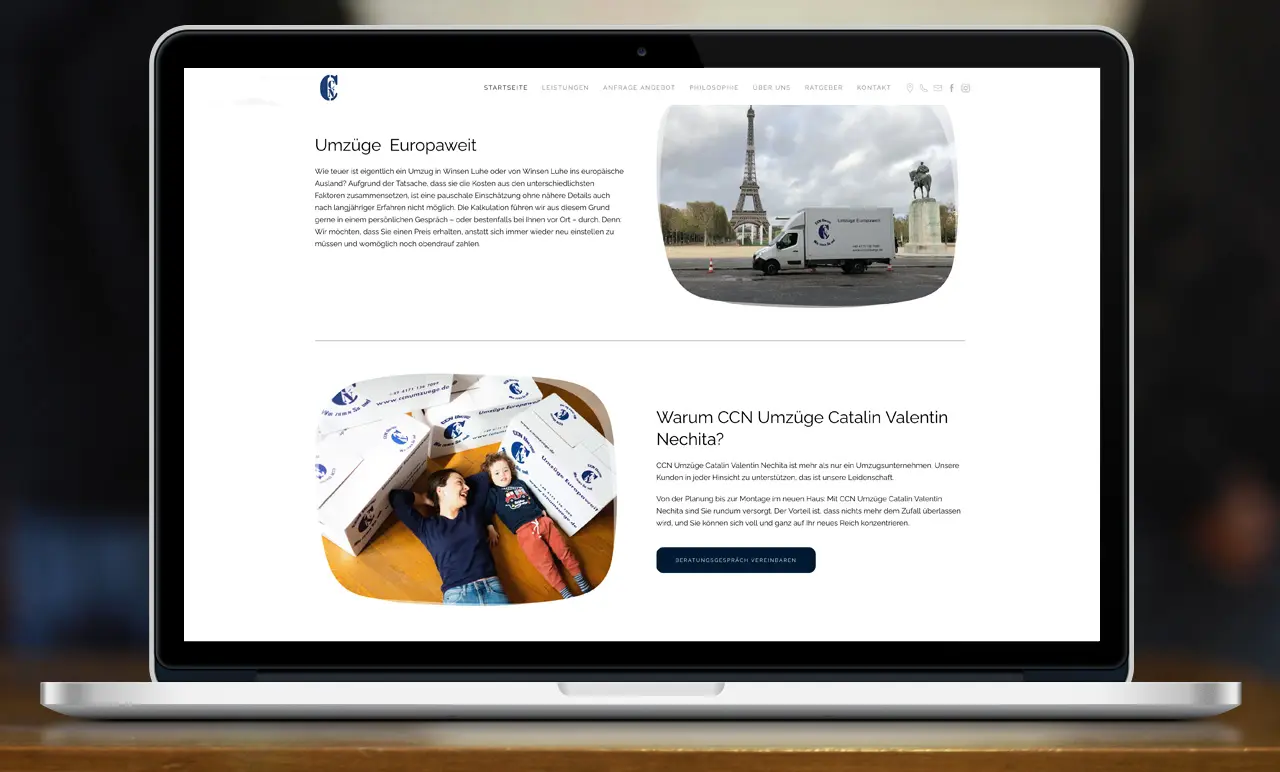 STARTSEITE LEISTUNGEN ANFRAGE ANGEBOT PHILOSOPHIE ÜBER UNS RATGEBER KONTAKT
Umzüge Europaweit
Wie teuer ist eigentlich ein Umzug in Winsen Luhe oder von Winsen Luhe ins europäische
Ausland? Aufgrund der Tatsache, dass sie die Kosten aus den unterschiedlichsten
Faktoren zusammensetzen, ist eine pauschale Einschätzung ohne nähere Details auch
nach langjähriger Erfahren nicht möglich. Die Kalkulation führen wir aus diesem Grund
gerne in einem persönlichen Gespräch – oder bestenfalls bei Ihnen vor Ort – durch. Denn:
Wir möchten, dass Sie einen Preis erhalten, anstatt sich immer wieder neu einstellen zu
müssen und womöglich noch obendrauf zahlen.
Umzüge Europaweit
www.ccnumzuege.de
CCN
Umzüge Europaweit
Umzüge Europaweit
Warum CCN Umzüge Catalin Valentin
Nechita?
CCN Umzüge Catalin Valentin Nechita ist mehr als nur ein Umzugsunternehmen. Unsere
Kunden in jeder Hinsicht zu unterstützen, das ist unsere Leidenschaft.
Von der Planung bis zur Montage im neuen Haus: Mit CCN Umzüge Catalin Valentin
Nechita sind Sie rundum versorgt. Der Vorteil ist, dass nichts mehr dem Zufall überlassen
wird, und Sie können sich voll und ganz auf Ihr neues Reich konzentrieren.
BERATUNGSGESPRÄCH VEREINBAREN